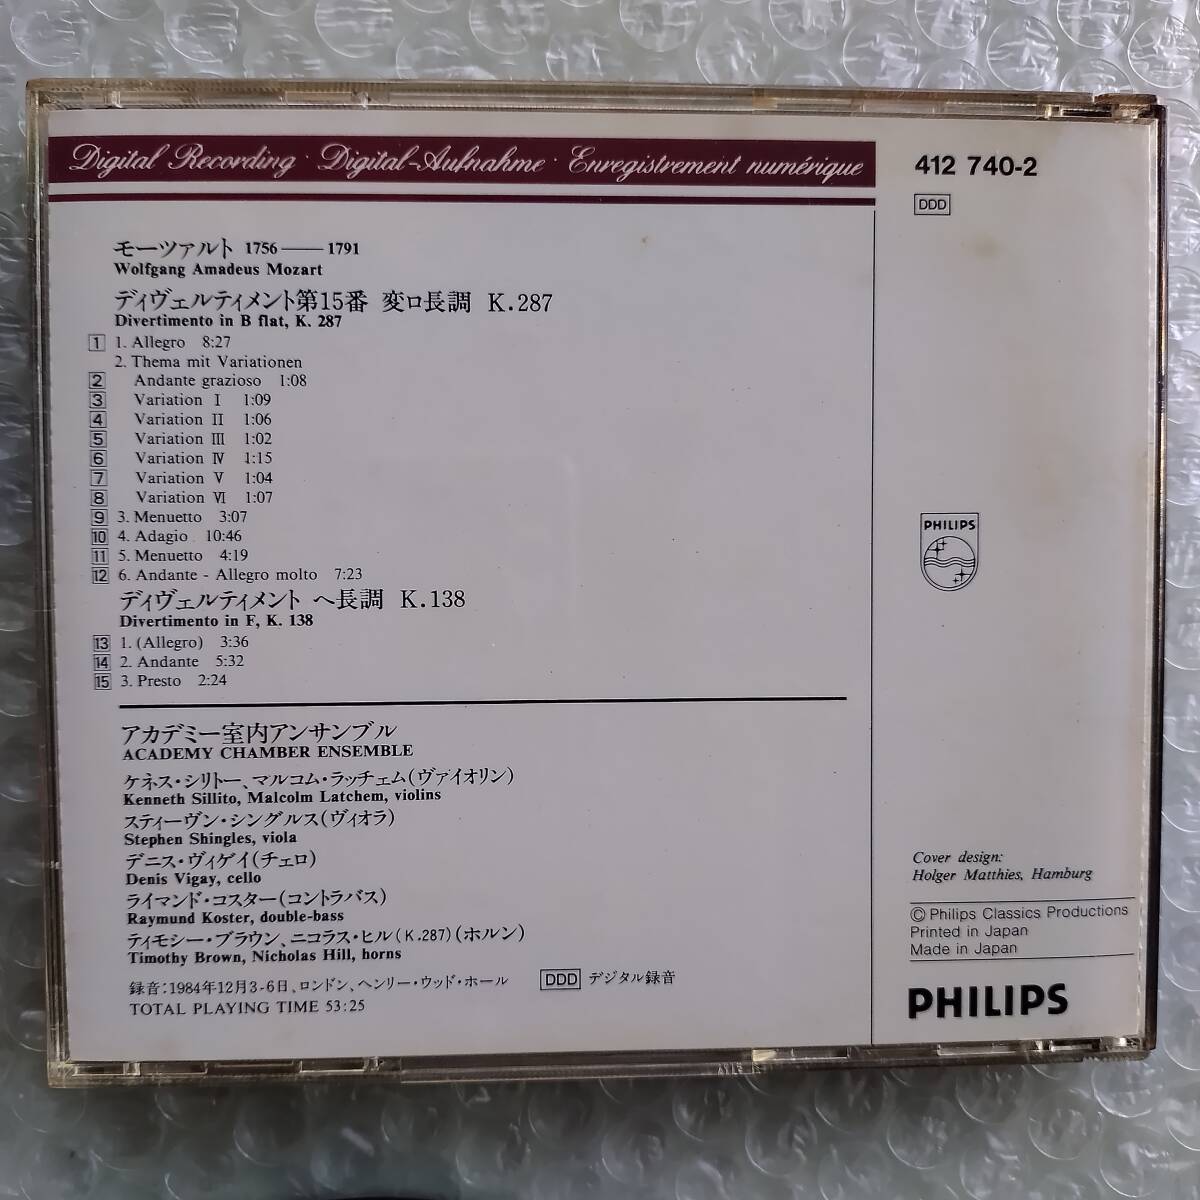 Digital Recording · Digital-Aufnahme · Enregistrement numérique
412 740-2
DDD
モーツァルト 1756——1791
Wolfgang Amadeus Mozart
ディヴェルティメント第15番 変ロ長調 K.287
Divertimento in B flat, K. 287
1 1. Allegro 8:27
2. Thema mit Variationen
2 Andante grazioso 1:08
3 Variation Ⅰ 1:09
4 Variation Ⅱ 1:06
5 Variation Ⅲ 1:02
6 Variation Ⅳ 1:15
7 Variation Ⅴ 1:04
8 Variation Ⅵ 1:07
9 3. Menuetto 3:07
10 4. Adagio 10:46
11 5. Menuetto 4:19
12 6. Andante - Allegro molto 7:23
ディヴェルティメント ヘ長調 K.138
Divertimento in F, K. 138
13 1. (Allegro) 3:36
14 2. Andante 5:32
15 3. Presto 2:24
アカデミー室内アンサンブル
ACADEMY CHAMBER ENSEMBLE
ケネス・シリトー、マルコム・ラッチェム(ヴァイオリン)
Kenneth Sillito, Malcolm Latchem, violins
スティーヴン・シングルス(ヴィオラ)
Stephen Shingles, viola
デニス・ヴィゲイ(チェロ)
Denis Vigay, cello
ライマンド・コスター(コントラバス)
Raymund Koster, double-bass
ティモシー・ブラウン、ニコラス・ヒル(K.287)(ホルン)
Timothy Brown, Nicholas Hill, horns
録音:1984年12月3-6日、ロンドン、ヘンリー・ウッド・ホール DDD デジタル録音
TOTAL PLAYING TIME 53:25
PHILIPS
Cover design:
Holger Matthies, Hamburg
© Philips Classics Productions
Printed in Japan
Made in Japan
PHILIPS